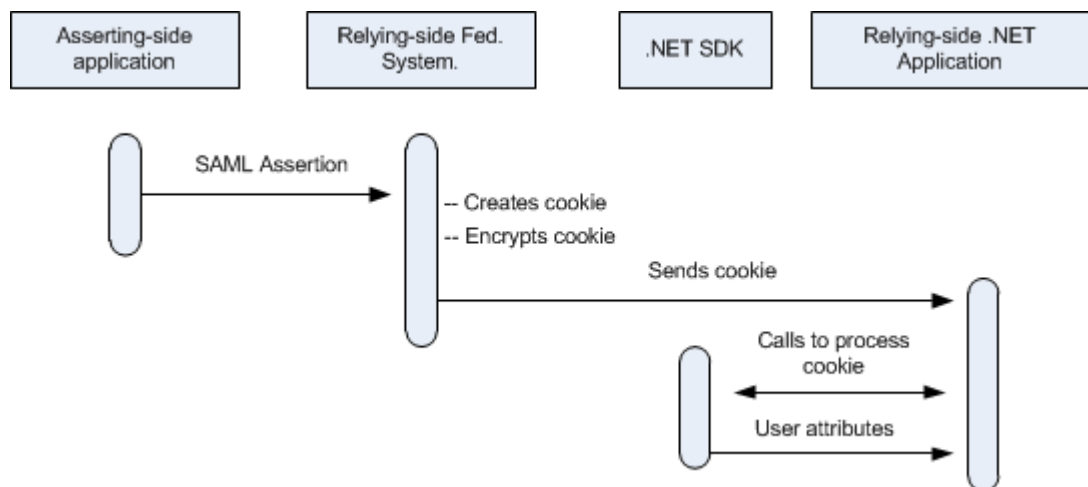 Asserting-side
application
Relying-side Fed.
System.
.NET SDK
Relying-side .NET
Application
SAML Assertion
-- Creates cookie
-- Encrypts cookie
Sends cookie
Calls to process
cookie
User attributes